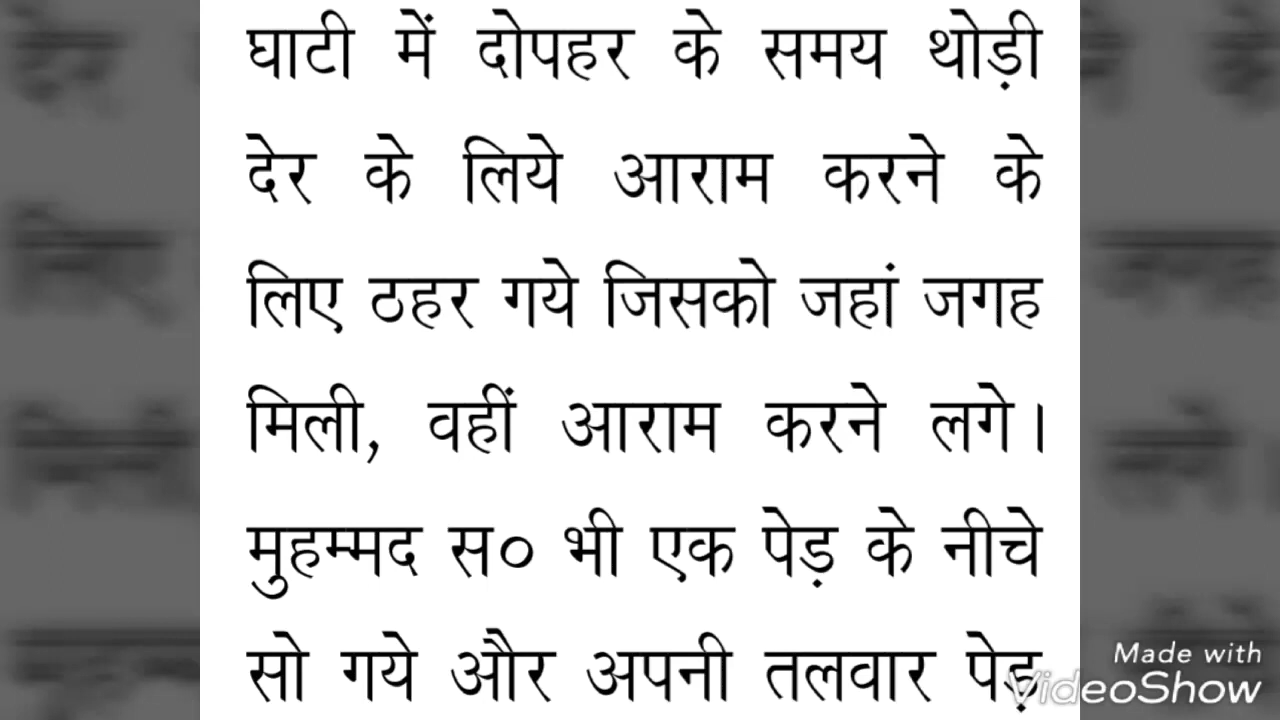 घाटी में दोपहर के समय थोड़ी
देर के लिये आराम करने के
लिए ठहर गये जिसको जहां जगह
मिली, वहीं आराम करने लगे।
मुहम्मद स० भी एक पेड़ के नीचे
सो गये और अपनी तलवार पेड़
Made with
VideoShow